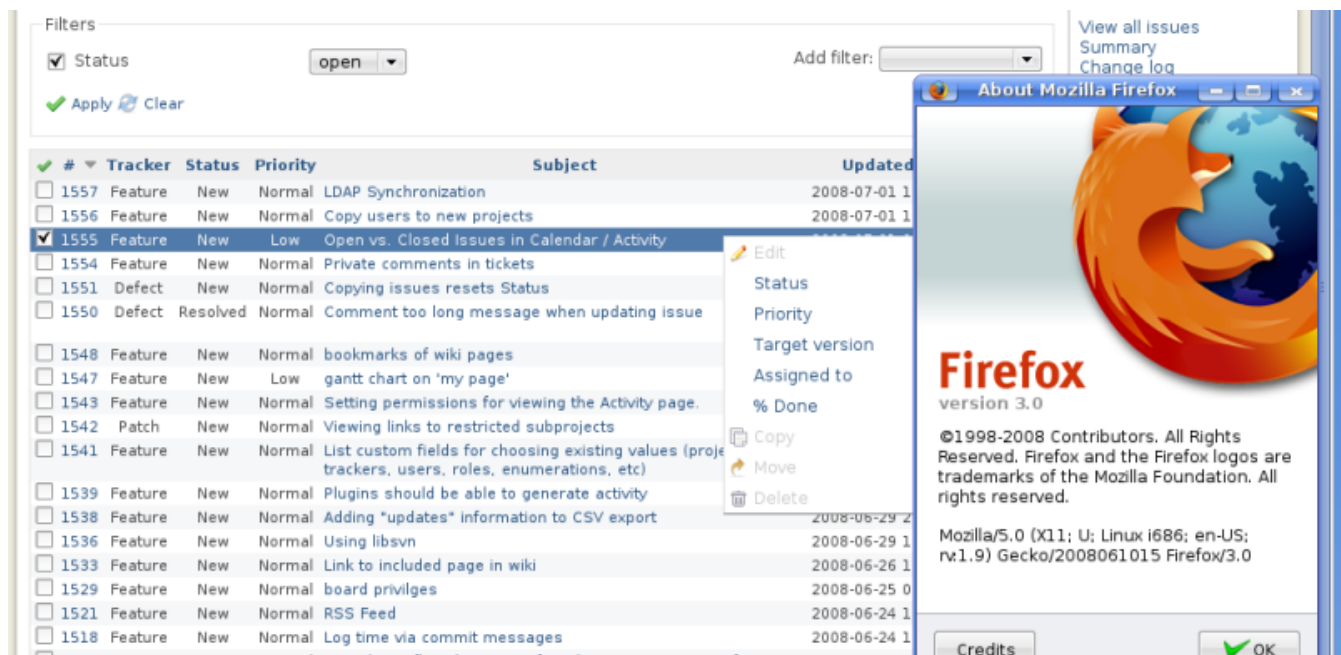 Filters
Status open Add filter:
Apply Clear
View all issues
Summary
Change log
# Tracker Status Priority Subject Updated
1557 Feature New Normal LDAP Synchronization 2008-07-01 1
1556 Feature New Normal Copy users to new projects 2008-07-01 1
1555 Feature New Low Open vs. Closed Issues in Calendar / Activity
1554 Feature New Normal Private comments in tickets
1551 Defect New Normal Copying issues resets Status
1550 Defect Resolved Normal Comment too long message when updating issue
1548 Feature New Normal bookmarks of wiki pages
1547 Feature New Low gantt chart on 'my page'
1543 Feature New Normal Setting permissions for viewing the Activity page.
1542 Patch New Normal Viewing links to restricted subprojects
1541 Feature New Normal List custom fields for choosing existing values (proje
trackers, users, roles, enumerations, etc)
1539 Feature New Normal Plugins should be able to generate activity
1538 Feature New Normal Adding "updates" information to CSV export 2008-06-29 2
1536 Feature New Normal Using libsvn 2008-06-29 1
1533 Feature New Normal Link to included page in wiki 2008-06-26 1
1529 Feature New Normal board privilges 2008-06-25 0
1521 Feature New Normal RSS Feed 2008-06-24 1
1518 Feature New Normal Log time via commit messages 2008-06-24 1
Edit
Status
Priority
Target version
Assigned to
% Done
Copy
Move
Delete
About Mozilla Firefox
Firefox
version 3.0
©1998-2008 Contributors. All Rights
Reserved. Firefox and the Firefox logos are
trademarks of the Mozilla Foundation. All
rights reserved.
Mozilla/5.0 (X11; U; Linux i686; en-US;
rv:1.9) Gecko/2008061015 Firefox/3.0
Credits OK